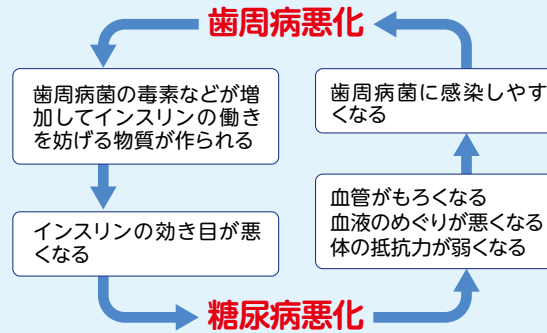 歯周病悪化
歯周病菌の毒素などが増
加してインスリンの働き
を妨げる物質が作られる
インスリンの効き目が悪
くなる
糖尿病悪化
血管がもろくなる
血液のめぐりが悪くなる
体の抵抗力が弱くなる
歯周病菌に感染しやす
くなる